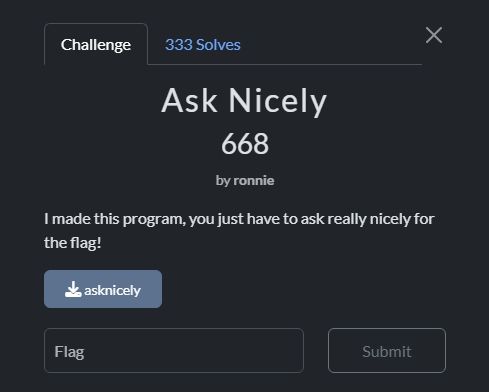 Challenge
333 Solves
Ask Nicely
668
by ronnie
I made this program, you just have to ask really nicely for
the flag!
asknicely
Flag
Submit